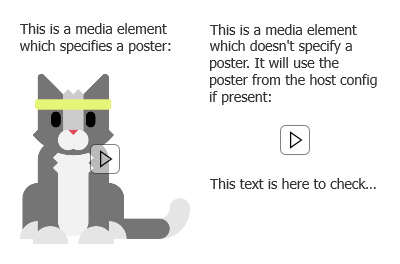 This is a media element
which specifies a poster:
This is a media element
which doesn't specify a
poster. It will use the
poster from the host config
if present:
This text is here to check...